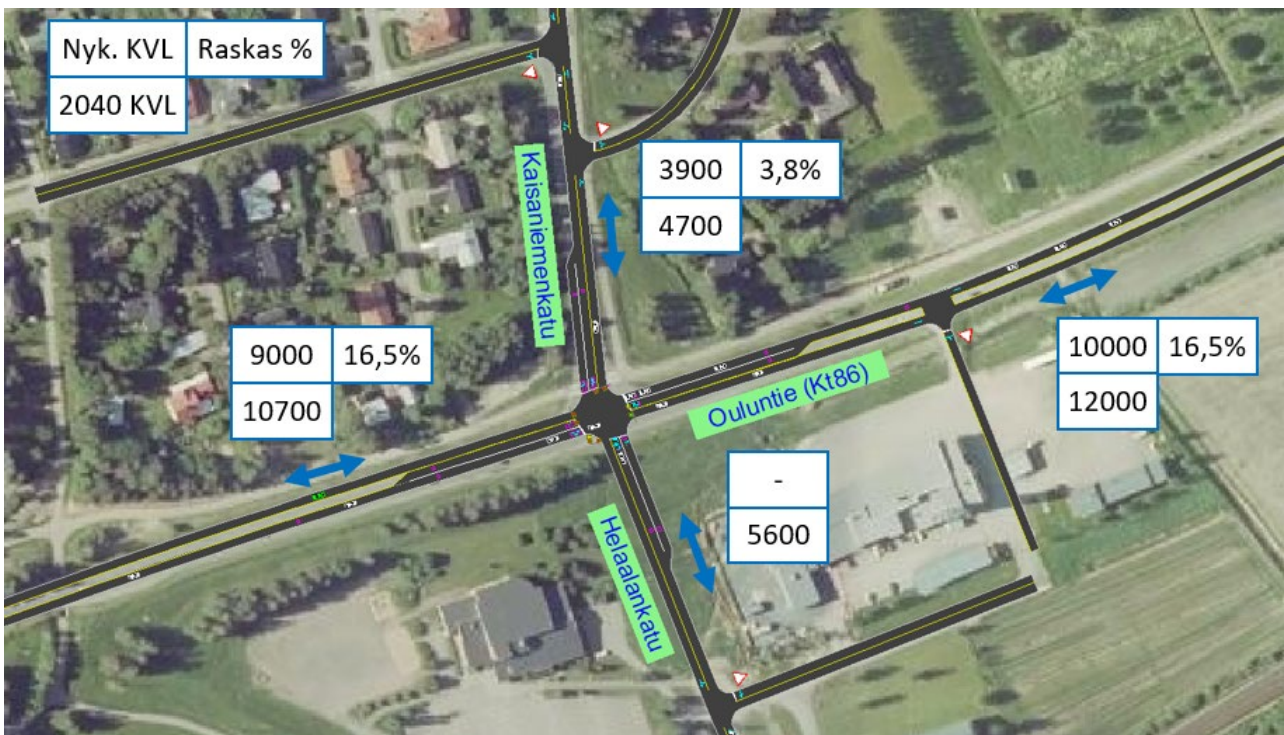 Nyk. KVL Raskas %
2040 KVL
Kaisaniemenkatu
3900 3,8%
4700
9000 16,5%
10700
Ouluntie (Kt86)
10000 16,5%
12000
-
5600
Helaalankatu